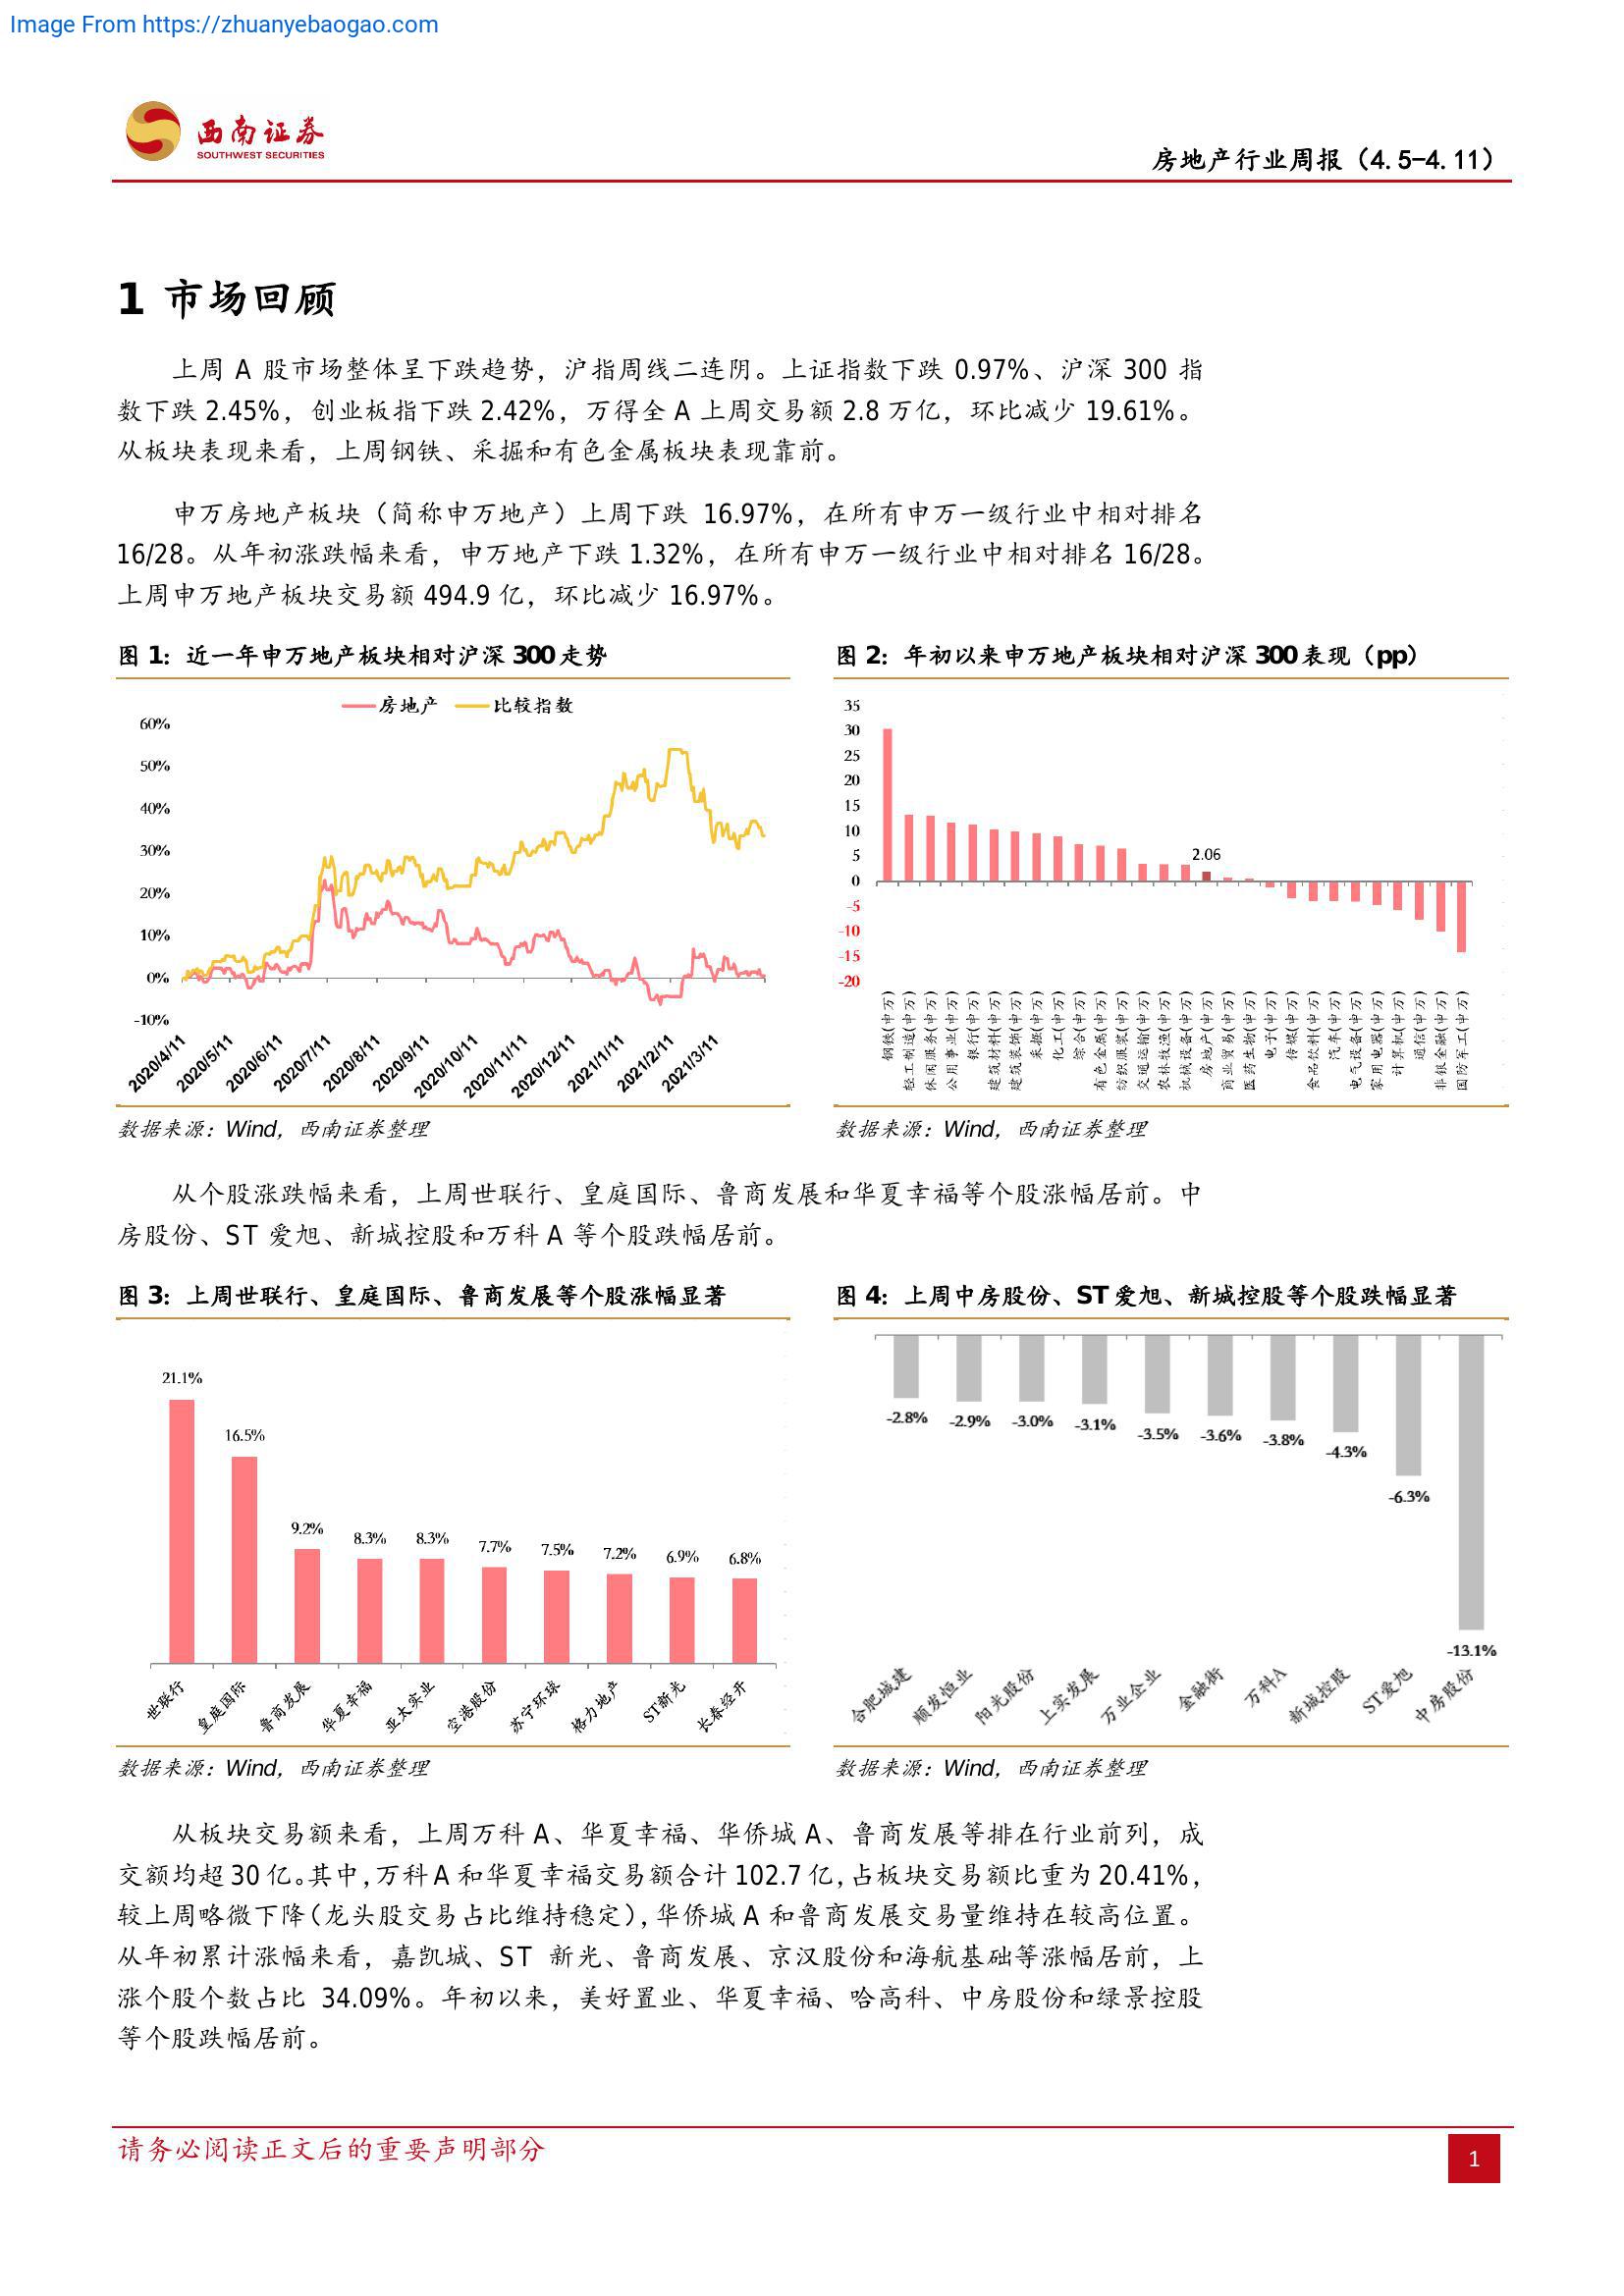 Image From https://zhuanyebaogao.com
西南证券
SOUTHWEST SECURITIES
房地产行业周报（4.5-4.11）
1 市场回顾
上周 A 股市场整体呈下跌趋势，沪指周线二连阴。上证指数下跌 0.97%、沪深 300 指
数下跌 2.45%，创业板指下跌 2.42%，万得全 A 上周交易额 2.8 万亿，环比减少 19.61%。
从板块表现来看，上周钢铁、采掘和有色金属板块表现靠前。
申万房地产板块（简称申万地产）上周下跌 16.97%，在所有申万一级行业中相对排名
16/28。从年初涨跌幅来看，申万地产下跌 1.32%，在所有申万一级行业中相对排名 16/28。
上周申万地产板块交易额 494.9 亿，环比减少 16.97%。
图 1：近一年申万地产板块相对沪深 300 走势
房地产 比较指数
60%
50%
40%
30%
20%
10%
0%
-10%
2020/4/11
2020/5/11
2020/6/11
2020/7/11
2020/8/11
2020/9/11
2020/10/11
2020/11/11
2020/12/11
2021/1/11
2021/2/11
2021/3/11
数据来源：Wind，西南证券整理
图 2：年初以来申万地产板块相对沪深 300 表现（pp）
35
30
25
20
15
10
5
0
-5
-10
-15
-20
2.06
钢铁(申万)
轻工制造(申万)
休闲服务(申万)
公用事业(申万)
银行(申万)
建筑材料(申万)
建筑装饰(申万)
采掘(申万)
化工(申万)
综合(申万)
有色金属(申万)
纺织服装(申万)
交通运输(申万)
农林牧渔(申万)
机械设备(申万)
房地产(申万)
商业贸易(申万)
医药生物(申万)
电子(申万)
传媒(申万)
食品饮料(申万)
汽车(申万)
电气设备(申万)
家用电器(申万)
计算机(申万)
通信(申万)
非银金融(申万)
国防军工(申万)
数据来源：Wind，西南证券整理
从个股涨跌幅来看，上周世联行、皇庭国际、鲁商发展和华夏幸福等个股涨幅居前。中
房股份、ST 爱旭、新城控股和万科 A 等个股跌幅居前。
图 3：上周世联行、皇庭国际、鲁商发展等个股涨幅显著
21.1%
16.5%
9.2%
8.3%
8.3%
7.7%
7.5%
7.2%
6.9%
6.8%
世联行
皇庭国际
鲁商发展
华夏幸福
亚太实业
空港股份
苏宁环球
格力地产
ST新光
长春经开
数据来源：Wind，西南证券整理
图 4：上周中房股份、ST 爱旭、新城控股等个股跌幅显著
-2.8%
-2.9%
-3.0%
-3.1%
-3.5%
-3.6%
-3.8%
-4.3%
-6.3%
-13.1%
合肥城建
顺发恒业
阳光股份
上实发展
万业企业
金融街
万科A
新城控股
ST爱旭
中房股份
数据来源：Wind，西南证券整理
从板块交易额来看，上周万科 A、华夏幸福、华侨城 A、鲁商发展等排在行业前列，成
交额均超 30 亿。其中，万科 A 和华夏幸福交易额合计 102.7 亿，占板块交易额比重为 20.41%，
较上周略微下降（龙头股交易占比维持稳定），华侨城 A 和鲁商发展交易量维持在较高位置。
从年初累计涨幅来看，嘉凯城、ST 新光、鲁商发展、京汉股份和海航基础等涨幅居前，上
涨个股个数占比 34.09%。年初以来，美好置业、华夏幸福、哈高科、中房股份和绿景控股
等个股跌幅居前。
请务必阅读正文后的重要声明部分
1